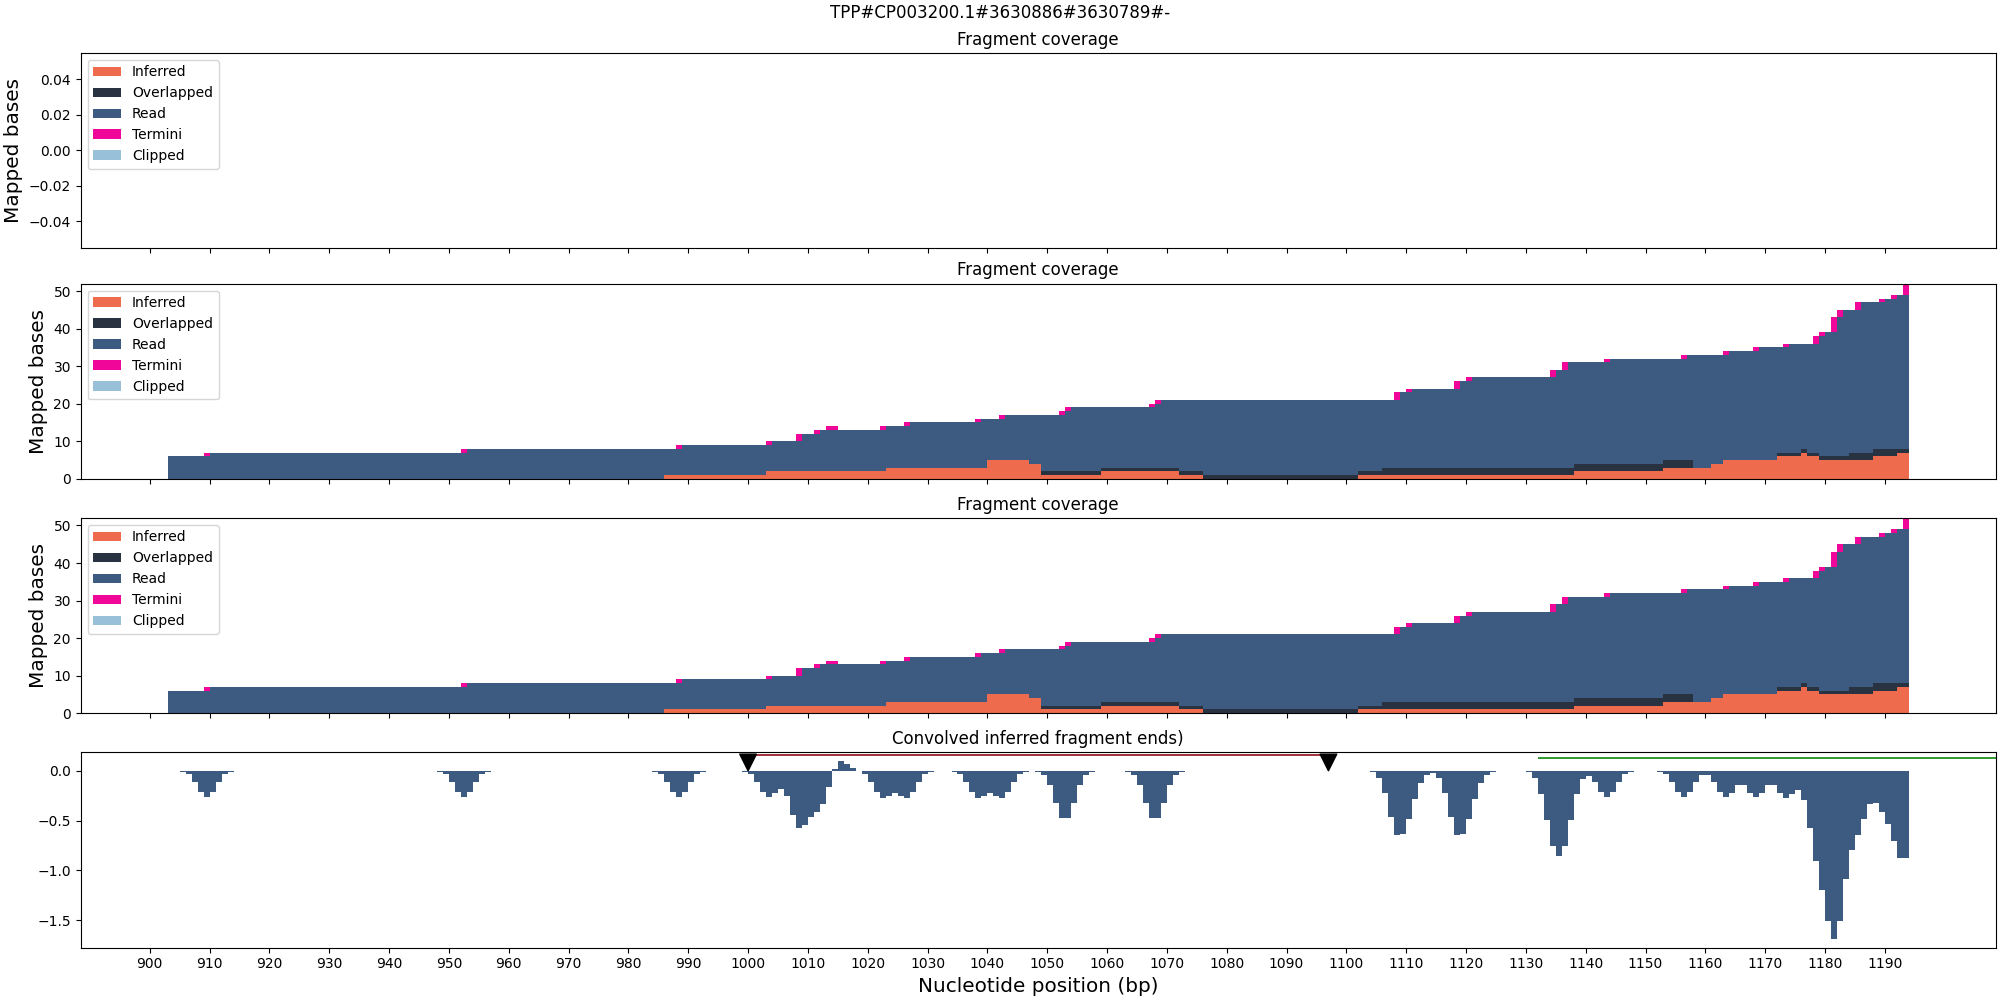 TPP#CP003200.1#3630886#3630789#-
Fragment coverage
Mapped bases
0.04
0.02
0.00
−0.02
−0.04
Inferred
Overlapped
Read
Termini
Clipped
Fragment coverage
Mapped bases
50
40
30
20
10
0
Inferred
Overlapped
Read
Termini
Clipped
Fragment coverage
Mapped bases
50
40
30
20
10
0
Inferred
Overlapped
Read
Termini
Clipped
Convolved inferred fragment ends)
0.0
−0.5
−1.0
−1.5
900 910 920 930 940 950 960 970 980 990 1000 1010 1020 1030 1040 1050 1060 1070 1080 1090 1100 1110 1120 1130 1140 1150 1160 1170 1180 1190
Nucleotide position (bp)